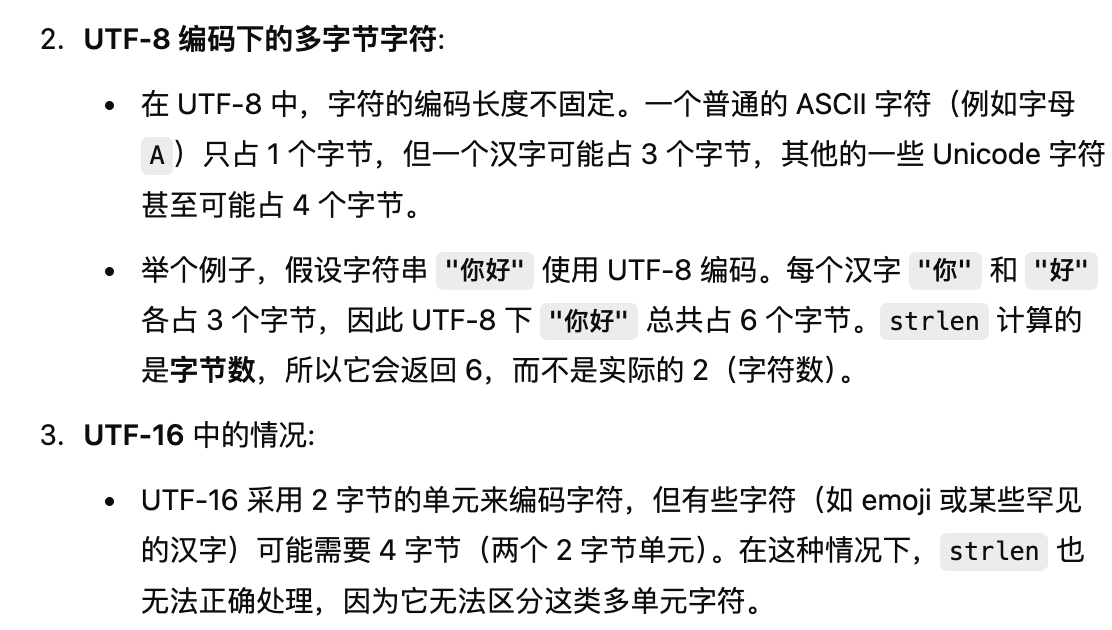 2. UTF-8 编码下的多字节字符:
• 在 UTF-8 中，字符的编码长度不固定。一个普通的 ASCII 字符（例如字母
A）只占 1 个字节，但一个汉字可能占 3 个字节，其他的一些 Unicode 字符
甚至可能占 4 个字节。
• 举个例子，假设字符串 "你好" 使用 UTF-8 编码。每个汉字 "你" 和 "好"
各占 3 个字节，因此 UTF-8 下 "你好" 总共占 6 个字节。strlen 计算的
是字节数，所以它会返回 6，而不是实际的 2（字符数）。
3. UTF-16 中的情况:
• UTF-16 采用 2 字节的单元来编码字符，但有些字符（如 emoji 或某些罕见
的汉字）可能需要 4 字节（两个 2 字节单元）。在这种情况下，strlen 也
无法正确处理，因为它无法区分这类多单元字符。